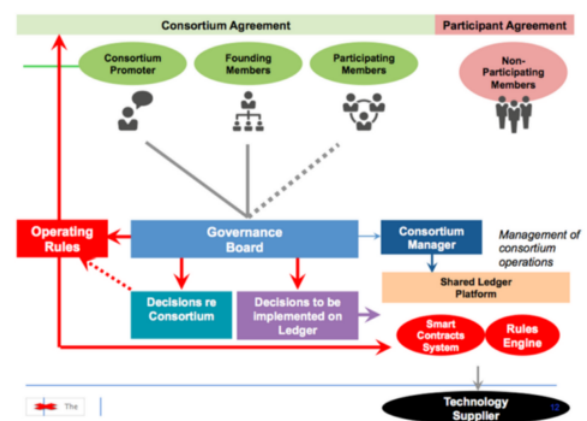 Consortium Agreement
Participant Agreement
Consortium
Promoter
Founding
Members
Participating
Members
Non-
Participating
Members
Operating
Rules
Governance
Board
Consortium
Manager
Management of
consortium
operations
Shared Ledger
Platform
Decisions re
Consortium
Decisions to be
implemented on
Ledger
Smart
Contracts
System
Rules
Engine
The
Technology
Supplier
12